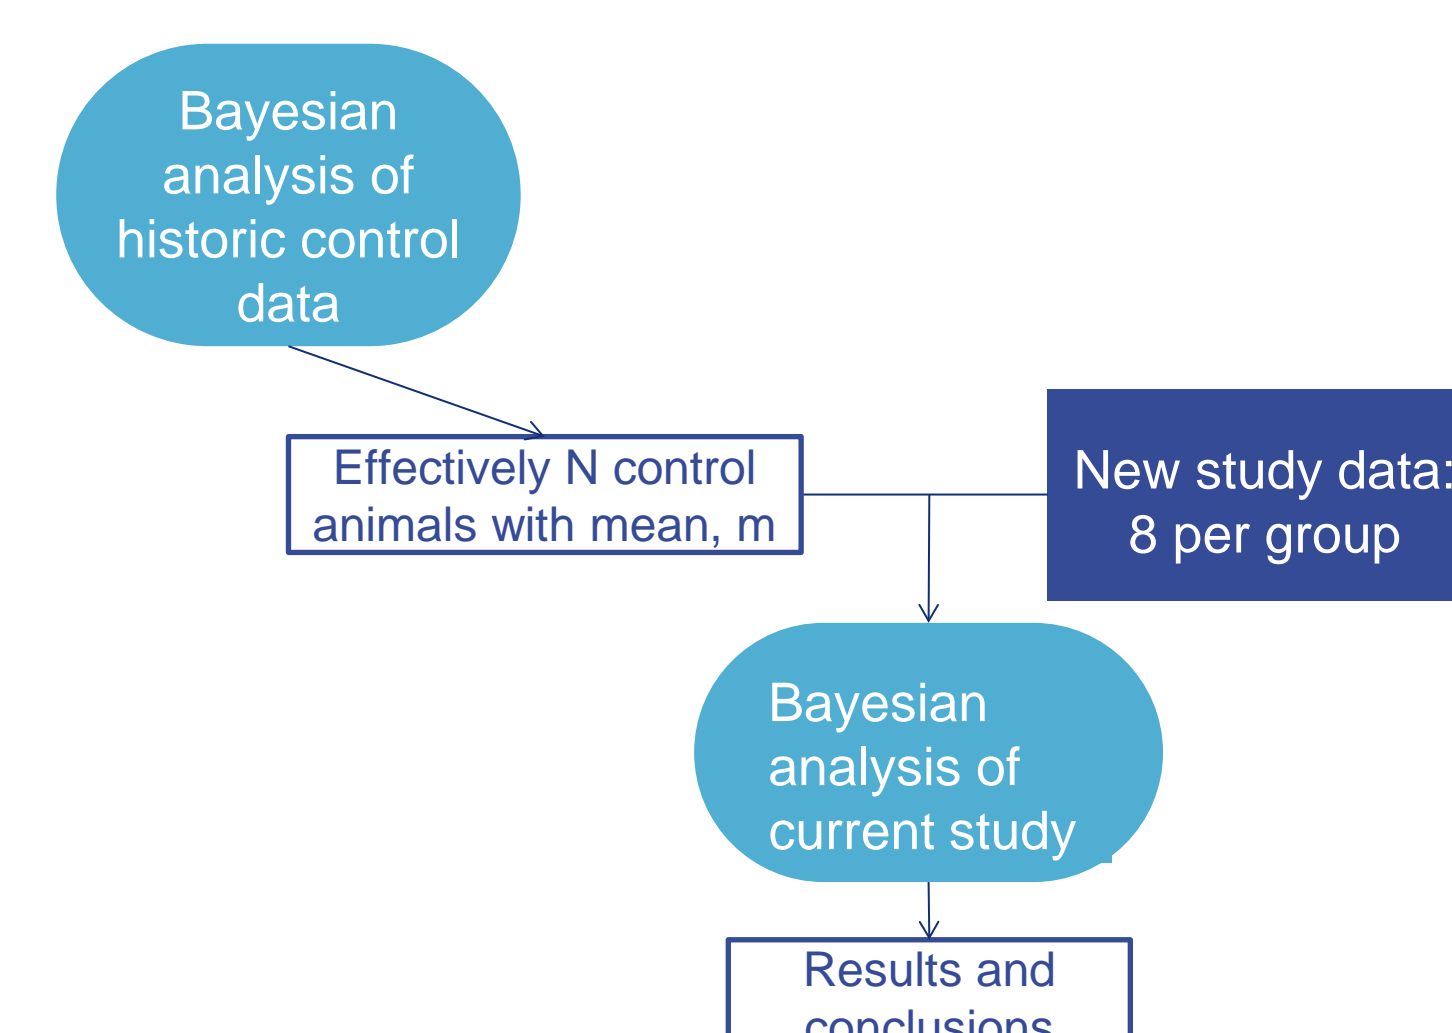 Bayesian
analysis of
historic control
data
Effectively N control
animals with mean, m
New study data:
8 per group
Bayesian
analysis of
current study
Results and
conclusions